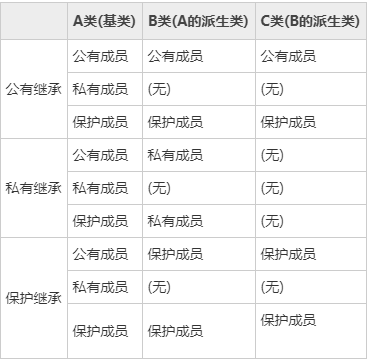 A类(基类) B类(A的派生类) C类(B的派生类)
公有继承 公有成员 公有成员 公有成员
私有成员 (无) (无)
保护成员 保护成员 保护成员
私有继承 公有成员 私有成员 (无)
私有成员 (无) (无)
保护成员 私有成员 (无)
保护继承 公有成员 保护成员 保护成员
私有成员 (无) (无)
保护成员 保护成员 保护成员